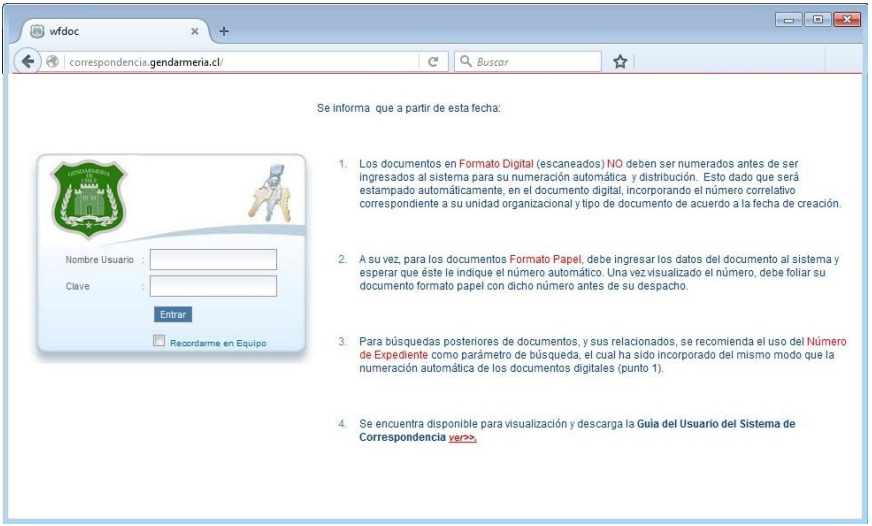 wfdoc
correspondencia.gendarmeria.cl/
Buscar
Se informa que a partir de esta fecha:
GENDARMERIA
DE
CHILE
Nombre Usuario :
Clave :
Entrar
Recordarme en Equipo
1. Los documentos en Formato Digital (escaneados) NO deben ser numerados antes de ser
ingresados al sistema para su numeración automática y distribución. Esto dado que será
estampado automáticamente, en el documento digital, incorporando el número correlativo
correspondiente a su unidad organizacional y tipo de documento de acuerdo a la fecha de creación.
2. A su vez, para los documentos Formato Papel, debe ingresar los datos del documento al sistema y
esperar que éste le indique el número automático. Una vez visualizado el número, debe foliar su
documento formato papel con dicho número antes de su despacho.
3. Para búsquedas posteriores de documentos, y sus relacionados, se recomienda el uso del Número
de Expediente como parámetro de búsqueda, el cual ha sido incorporado del mismo modo que la
numeración automática de los documentos digitales (punto 1).
4. Se encuentra disponible para visualización y descarga la Guía del Usuario del Sistema de
Correspondencia ver>>.